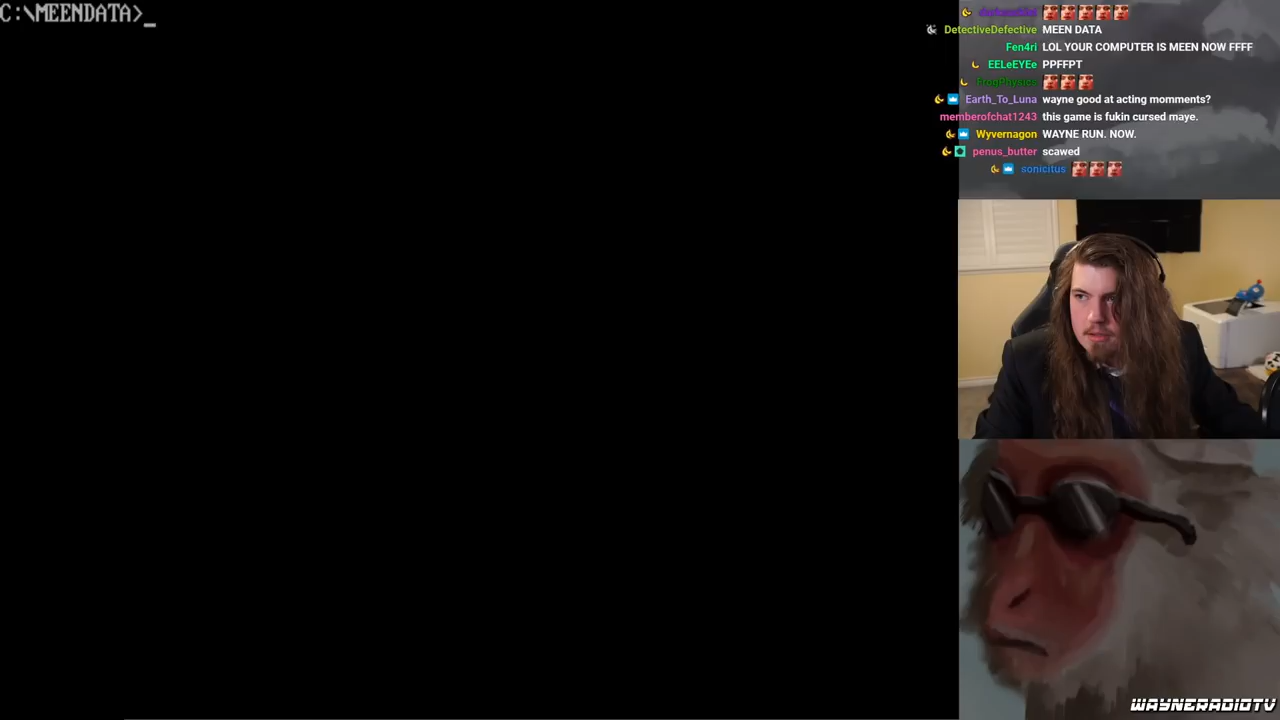 C:\MEENDATA>_
DetectiveDefective MEEN DATA
Fen4ri LOL YOUR COMPUTER IS MEEN NOW FFFF
EELeEYEe PPFFPT
FrogPhysics
Earth_To_Luna wayne good at acting momments?
memberofchat1243 this game is fukin cursed maye.
Wyvernagon WAYNE RUN. NOW.
penus_butter scawed
sonicitus
WAYNERADIOTV